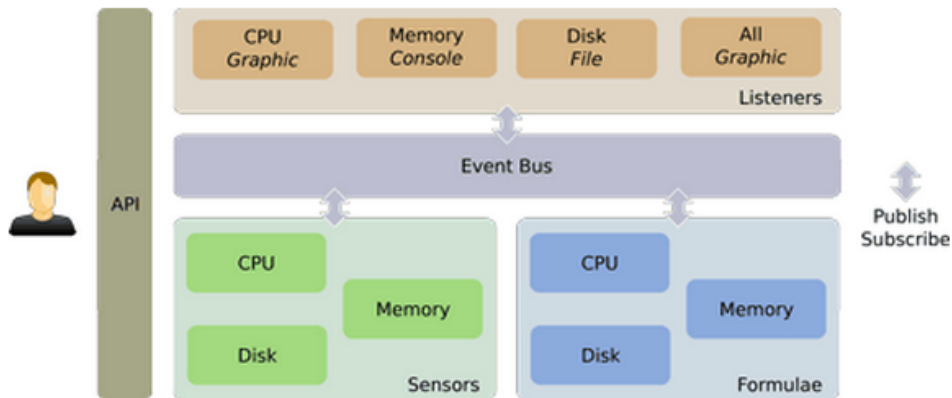 CPU
Graphic
Memory
Console
Disk
File
All
Graphic
Listeners
Event Bus
API
Publish
Subscribe
CPU
Memory
Disk
Sensors
CPU
Memory
Disk
Formulae